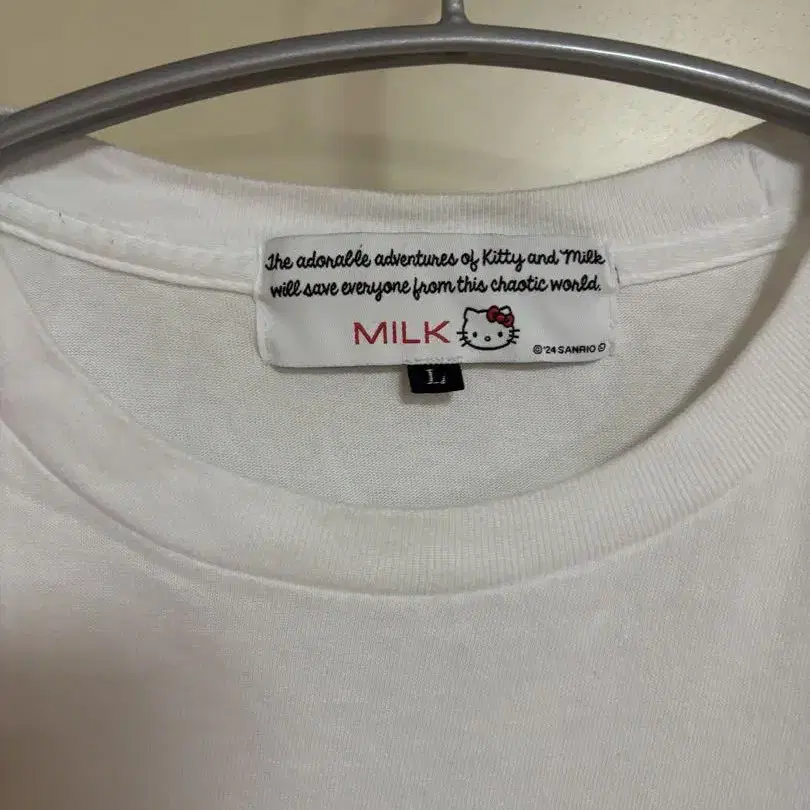 The adorable adventures of Kitty and Milk
will save everyone from this chaotic world.
MILK
©'24 SANRIO
L